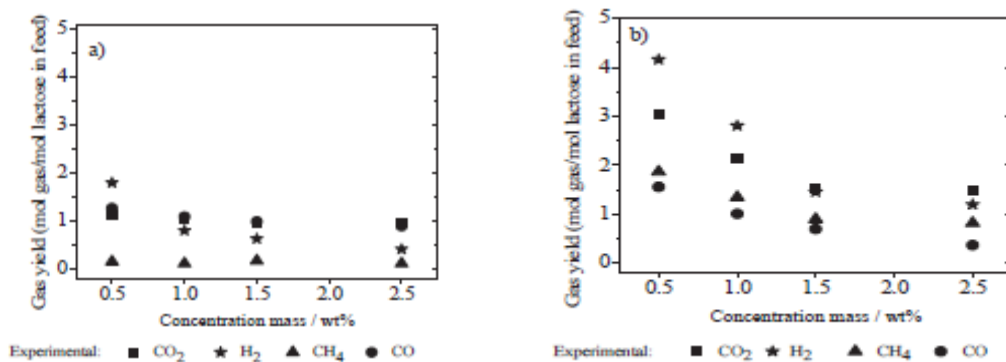 a)
5
4
3
2
1
0
Gas yield (mol gas/mol lactose in feed)
0.5 1.0 1.5 2.0 2.5
Concentration mass / wt%
Experimental: CO2 H2 CH4 CO
b)
5
4
3
2
1
0
Gas yield (mol gas/mol lactose in feed)
0.5 1.0 1.5 2.0 2.5
Concentration mass / wt%
Experimental: CO2 H2 CH4 CO